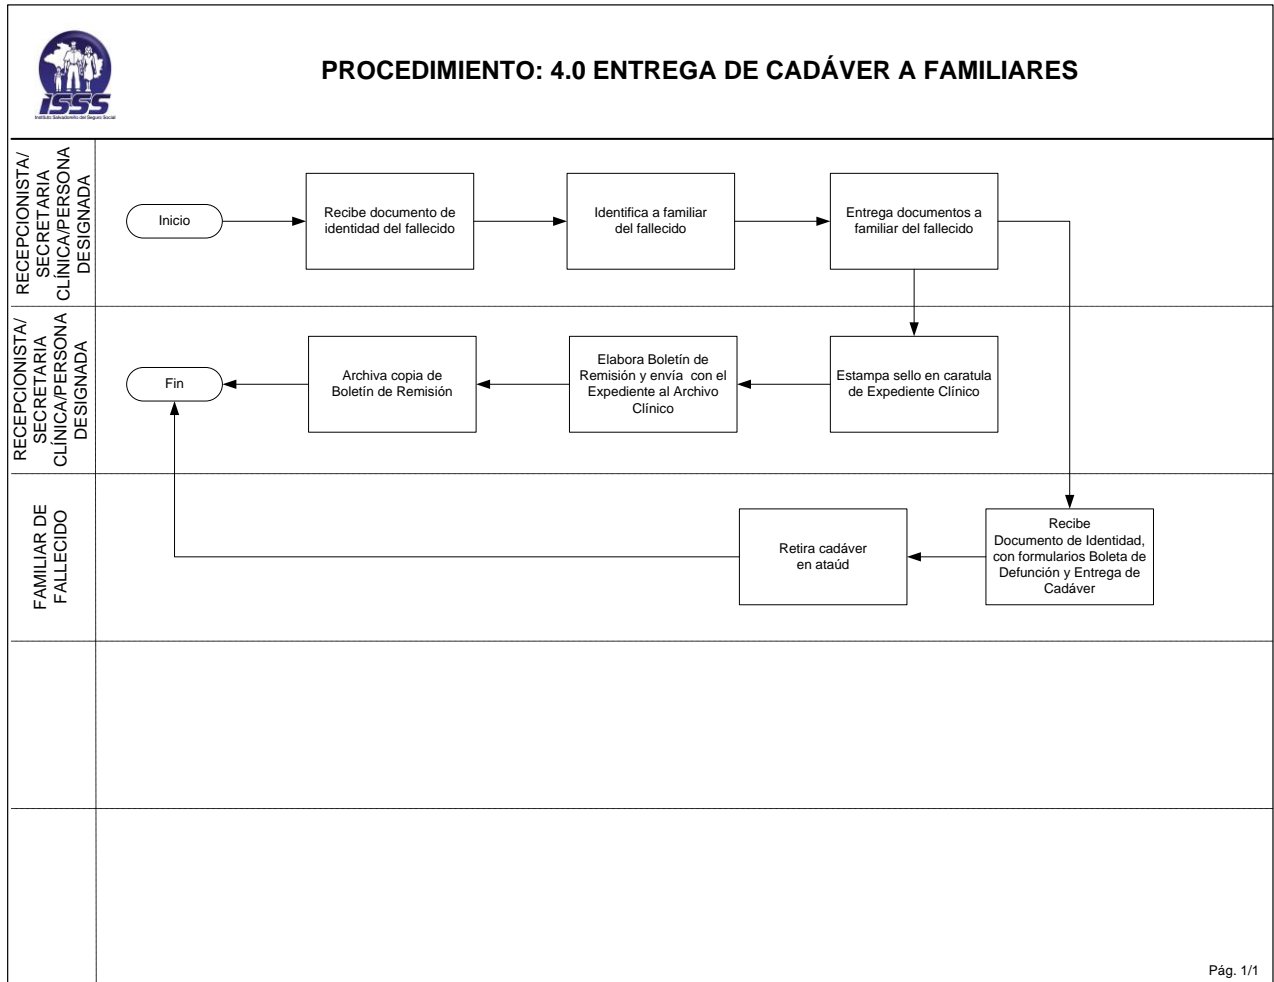 iSSS
Instituto Salvadoreño del Seguro Social
PROCEDIMIENTO: 4.0 ENTREGA DE CADÁVER A FAMILIARES
RECEPCIONISTA/
SECRETARIA
CLÍNICA/PERSONA
DESIGNADA
Inicio
Recibe documento de
identidad del fallecido
Identifica a familiar
del fallecido
Entrega documentos a
familiar del fallecido
RECEPCIONISTA/
SECRETARIA
CLÍNICA/PERSONA
DESIGNADA
Fin
Archiva copia de
Boletín de Remisión
Elabora Boletín de
Remisión y envía con el
Expediente al Archivo
Clínico
Estampa sello en caratula
de Expediente Clínico
FAMILIAR DE
FALLECIDO
Retira cadáver
en ataúd
Recibe
Documento de Identidad,
con formularios Boleta de
Defunción y Entrega de
Cadáver
Pág. 1/1